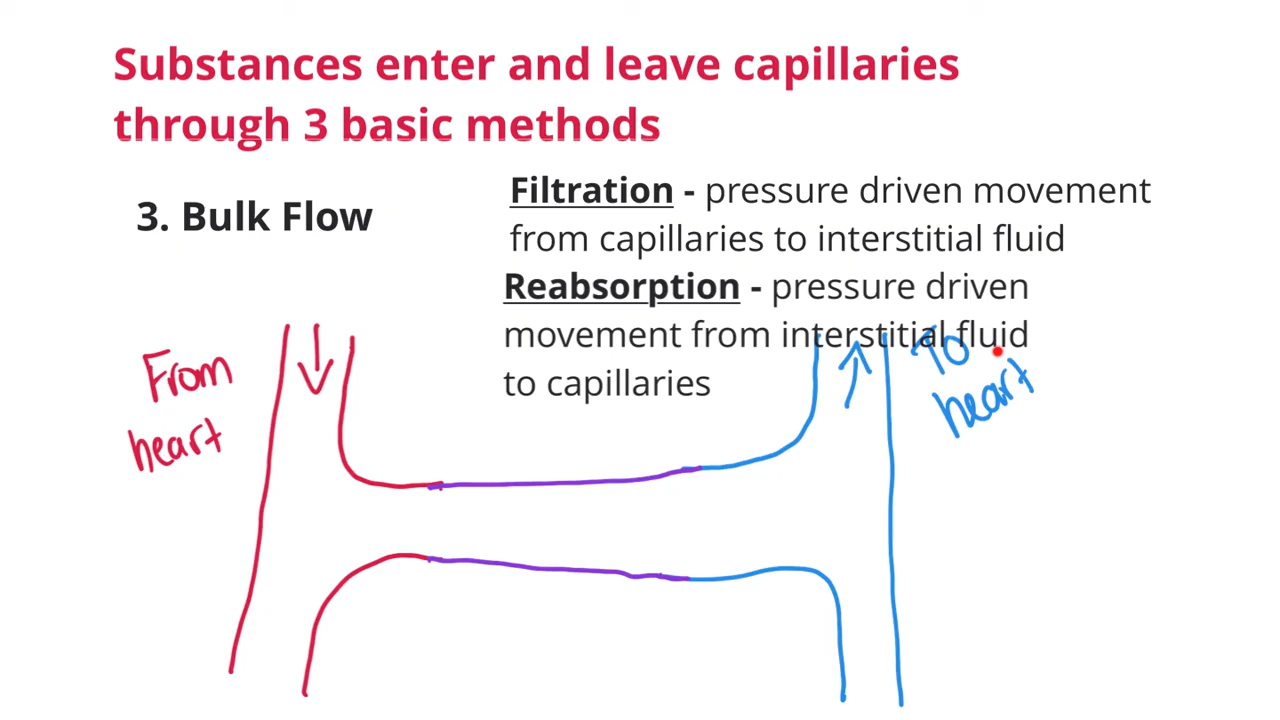 Substances enter and leave capillaries
through 3 basic methods
3. Bulk Flow
Filtration - pressure driven movement
from capillaries to interstitial fluid
Reabsorption - pressure driven
movement from interstitial fluid
to capillaries
From
heart
To
heart